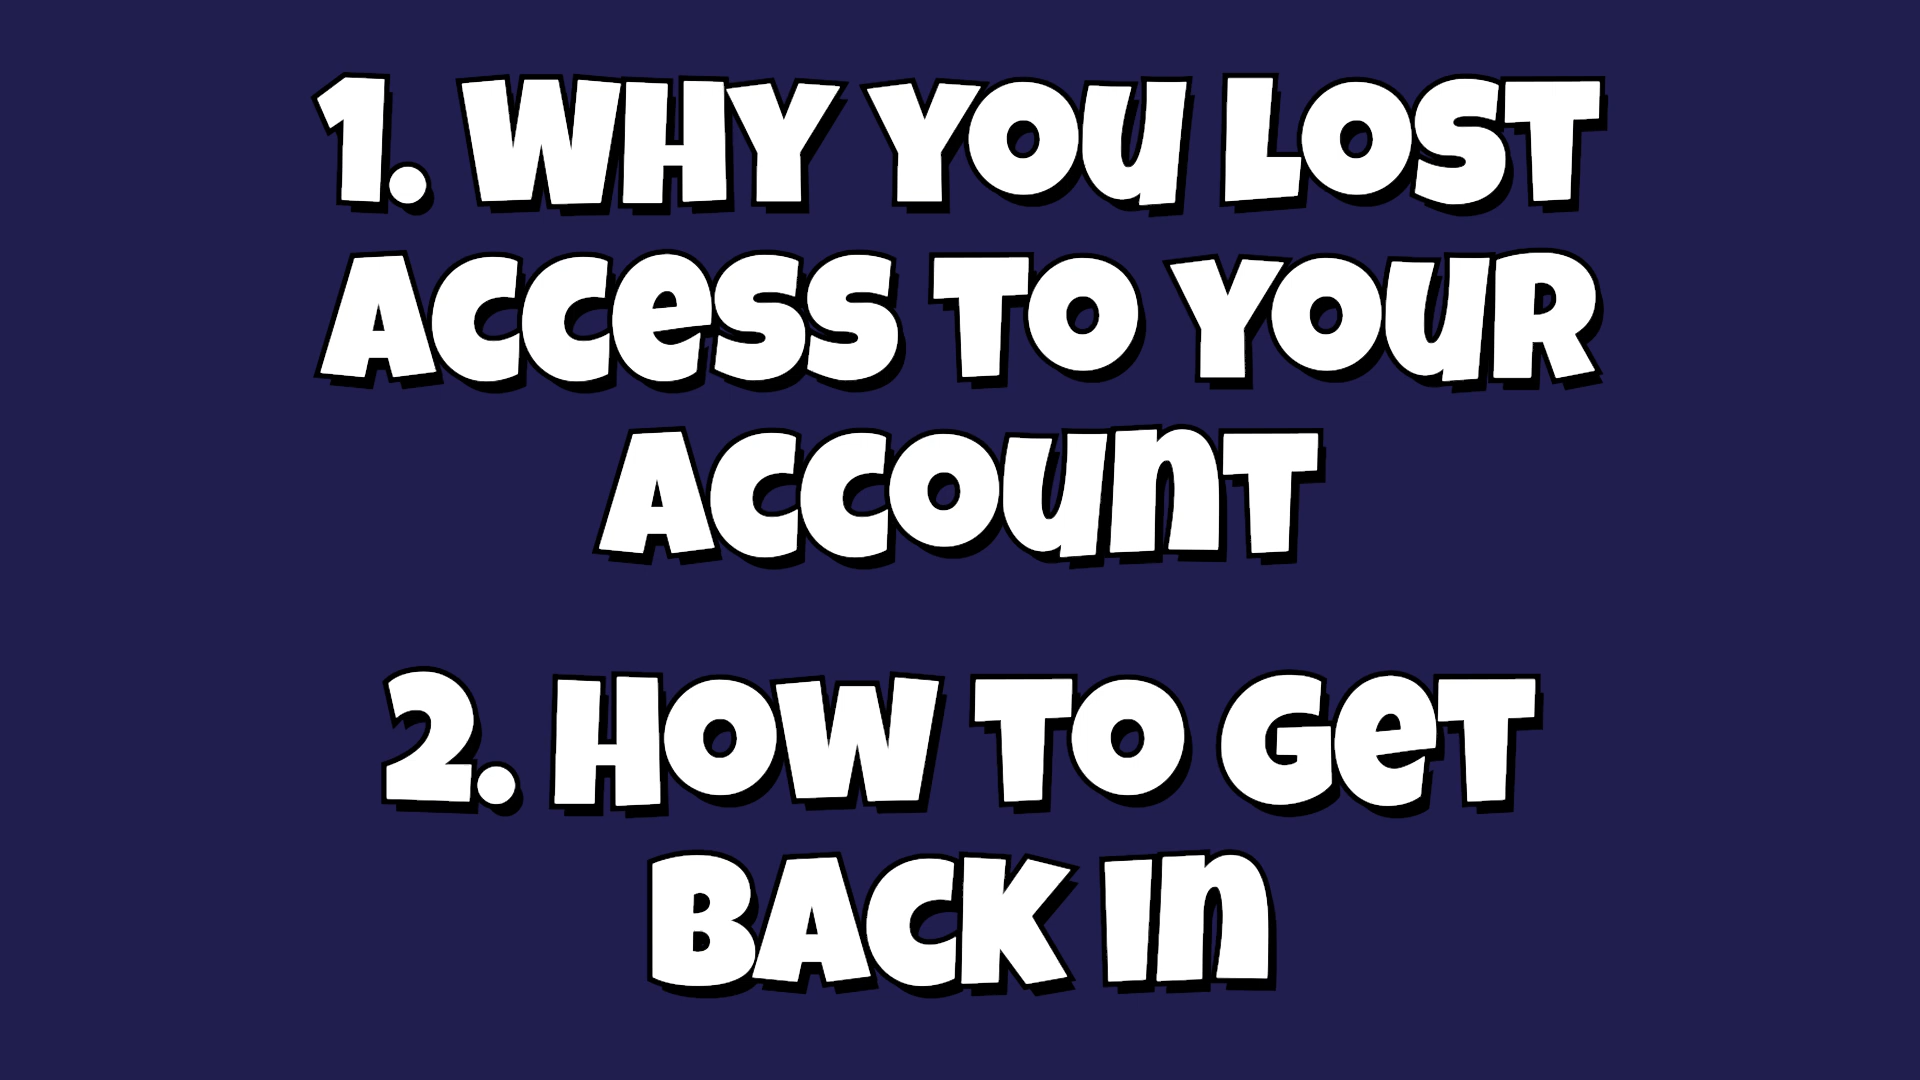 1. WHY YOU LOST
ACCESS TO YOUR
ACCOUNT
2. HOW TO GET
BACK IN